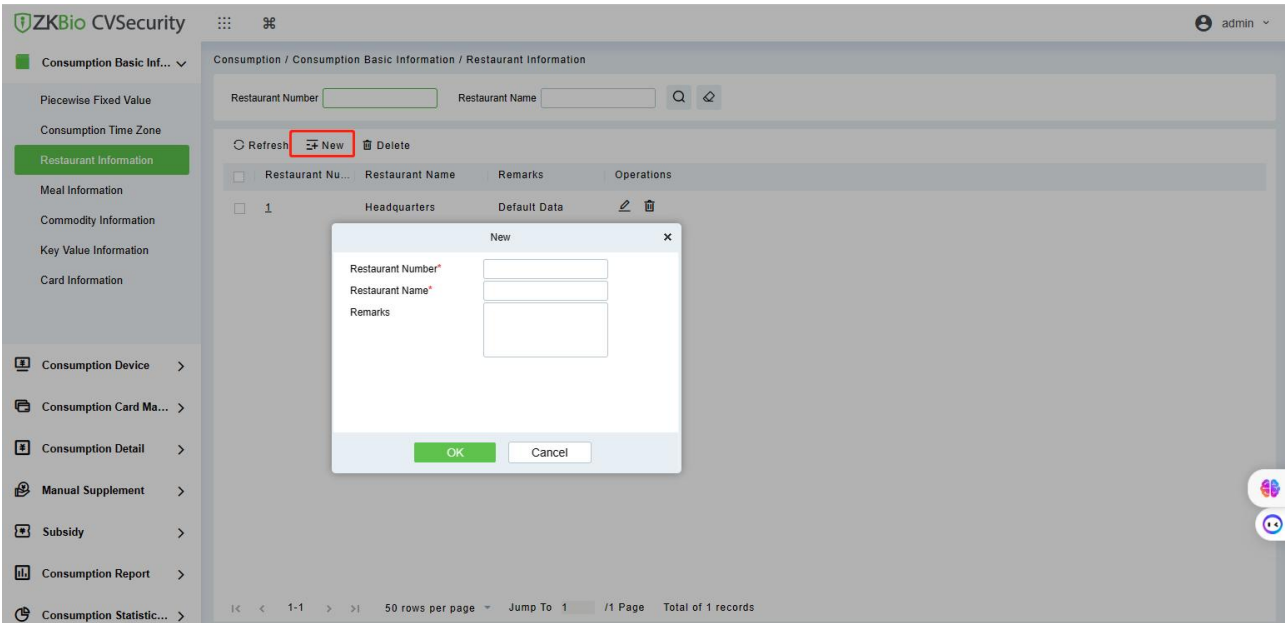 ZKBio CVSecurity
admin
Consumption Basic Inf...
Piecewise Fixed Value
Consumption Time Zone
Restaurant Information
Meal Information
Commodity Information
Key Value Information
Card Information
Consumption Device
Consumption Card Ma...
Consumption Detail
Manual Supplement
Subsidy
Consumption Report
Consumption Statistic...
Consumption / Consumption Basic Information / Restaurant Information
Restaurant Number Restaurant Name
Refresh New Delete
Restaurant Nu... Restaurant Name Remarks Operations
1 Headquarters Default Data
New
Restaurant Number*
Restaurant Name*
Remarks
OK Cancel
1-1 50 rows per page Jump To 1 /1 Page Total of 1 records